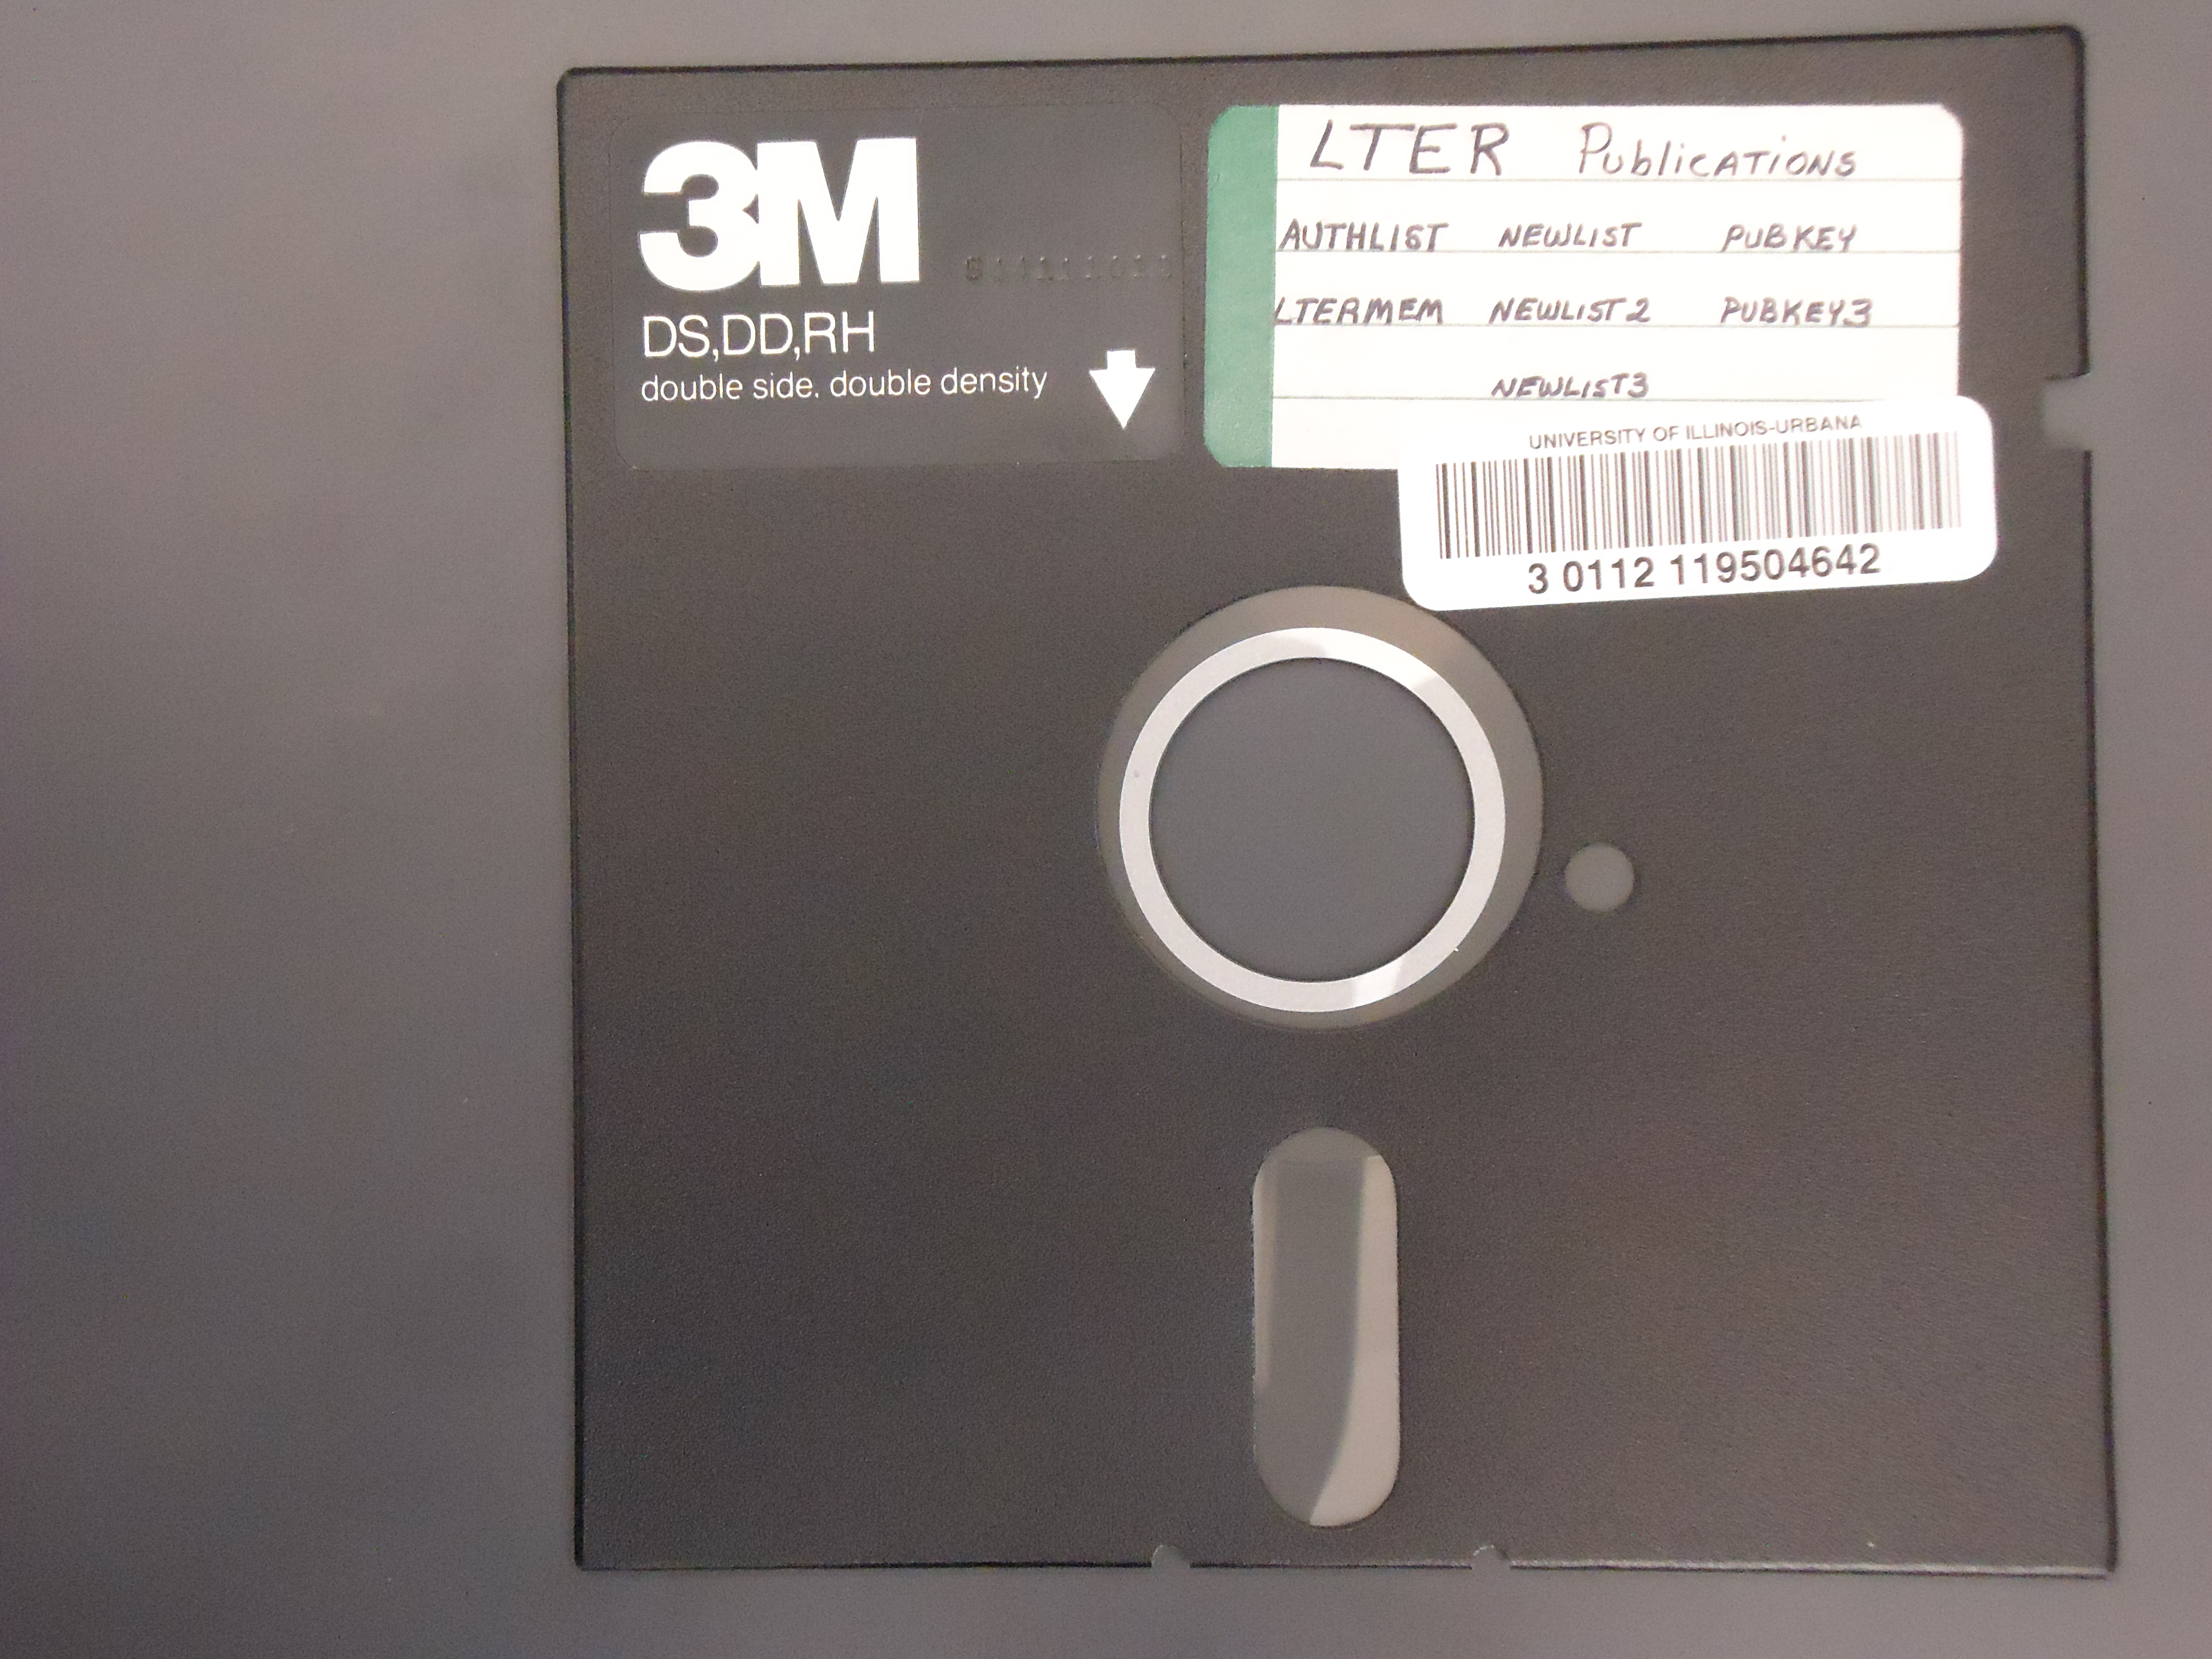 3M
DS,DD,RH
double side, double density
LTER Publications
AUTHLIST NEWLIST PUBKEY
LTERMEM NEWLIST2 PUBKEY3
NEWLIST3
UNIVERSITY OF ILLINOIS-URBANA
3 0112 119504642